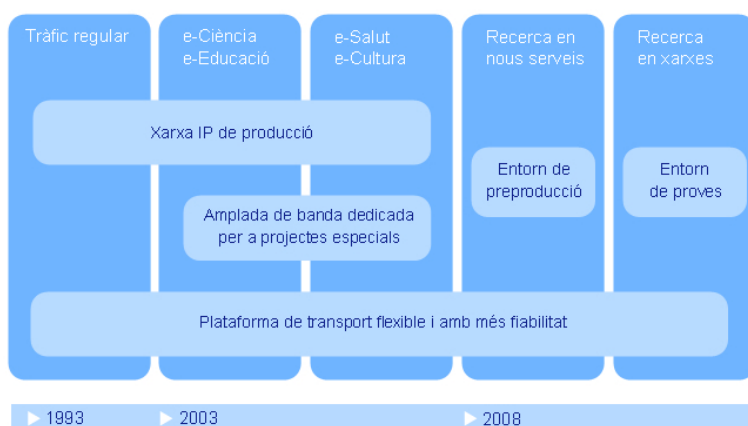 Tràfic regular
e-Ciència
e-Educació
e-Salut
e-Cultura
Recerca en
nous serveis
Recerca
en xarxes
Xarxa IP de producció
Entorn de
preproducció
Entorn
de proves
Amplada de banda dedicada
per a projectes especials
Plataforma de transport flexible i amb més fiabilitat
1993
2003
2008